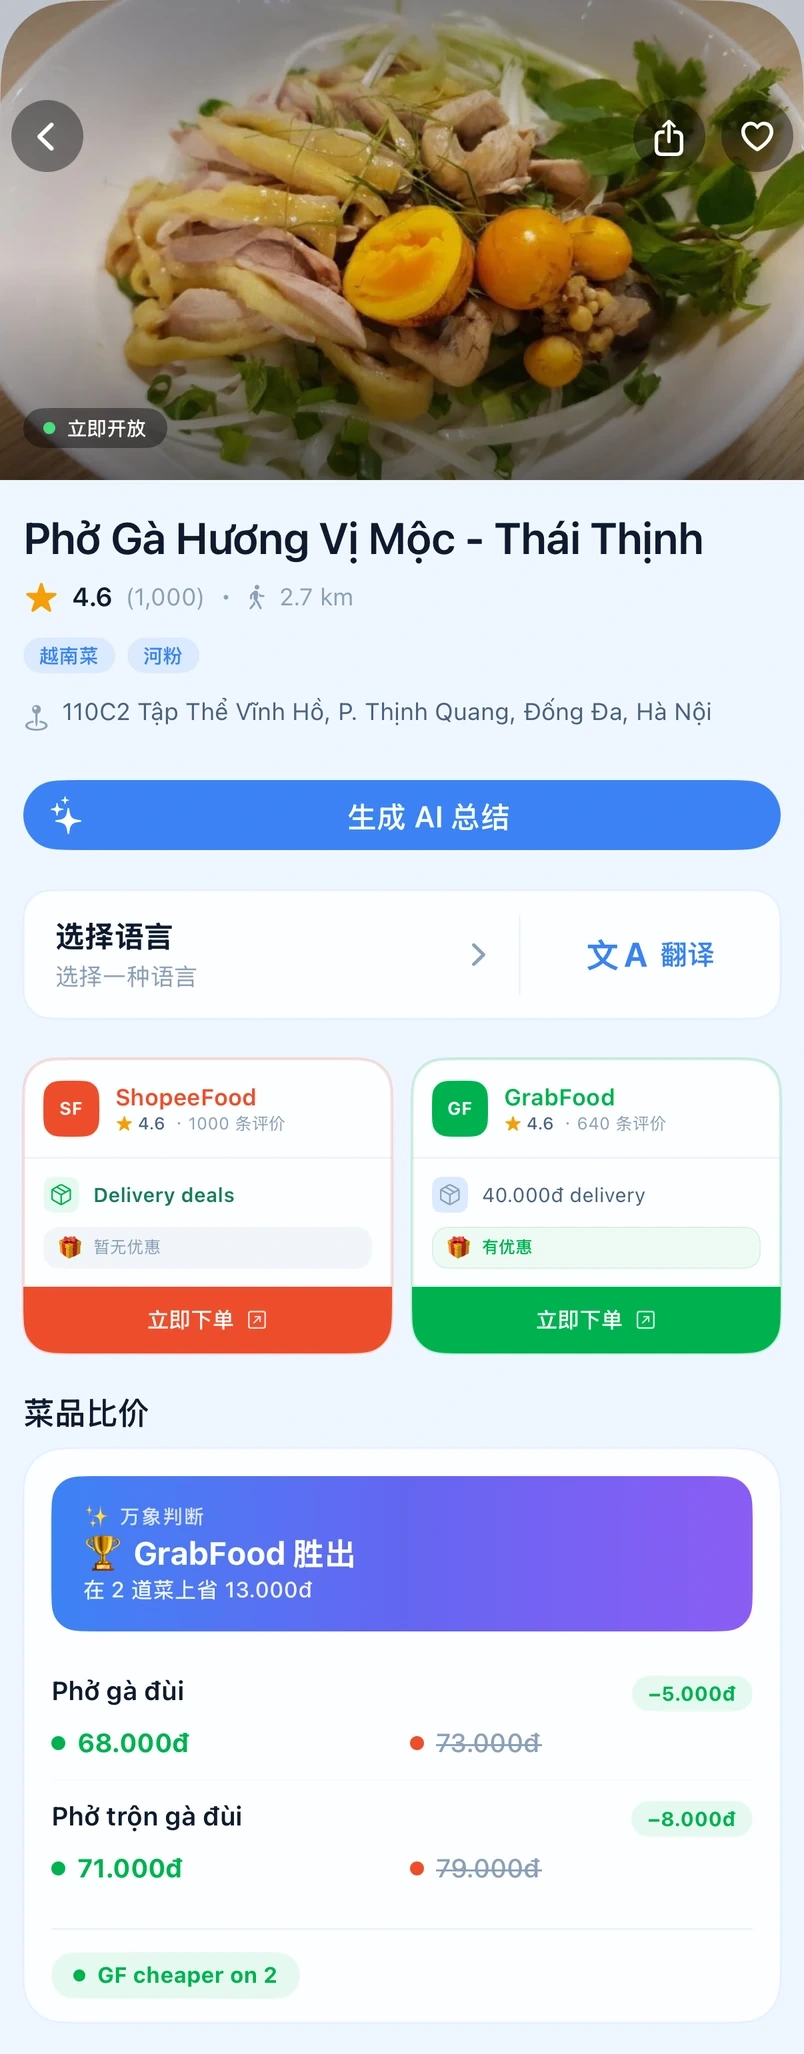 立即开放
Phở Gà Hương Vị Mộc - Thái Thịnh
4.6 (1,000) · 2.7 km
越南菜 河粉
110C2 Tập Thể Vĩnh Hồ, P. Thịnh Quang, Đống Đa, Hà Nội
生成 AI 总结
选择语言
选择一种语言
文A 翻译
SF ShopeeFood
4.6 · 1000 条评价
Delivery deals
暂无优惠
立即下单
GF GrabFood
4.6 · 640 条评价
40.000đ delivery
有优惠
立即下单
菜品比价
万象判断
GrabFood 胜出
在 2 道菜上省 13.000đ
Phở gà đùi −5.000đ
68.000đ 73.000đ
Phở trộn gà đùi −8.000đ
71.000đ 79.000đ
GF cheaper on 2